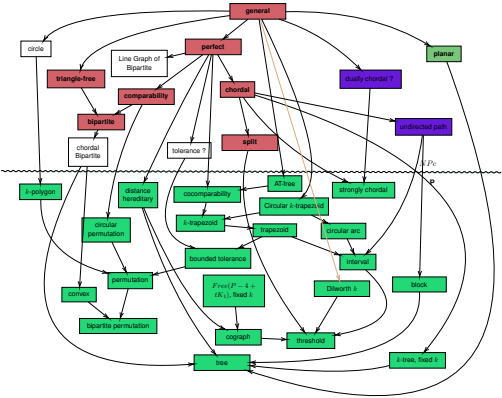 general
circle
perfect
planar
Line Graph of
Bipartite
triangle-free
dually chordal ?
comparability
chordal
bipartite
undirected path
split
chordal
Bipartite
tolerance ?
NPc
P
AT-tree
k-polygon
distance
hereditary
cocomparability
strongly chordal
Circular k-trapezoid
k-trapezoid
circular
permutation
trapezoid
circular arc
bounded tolerance
interval
permutation
Free(P − 4 +
tK₁), fixed k
Dilworth k
block
convex
bipartite permutation
cograph
threshold
tree
k-tree, fixed k